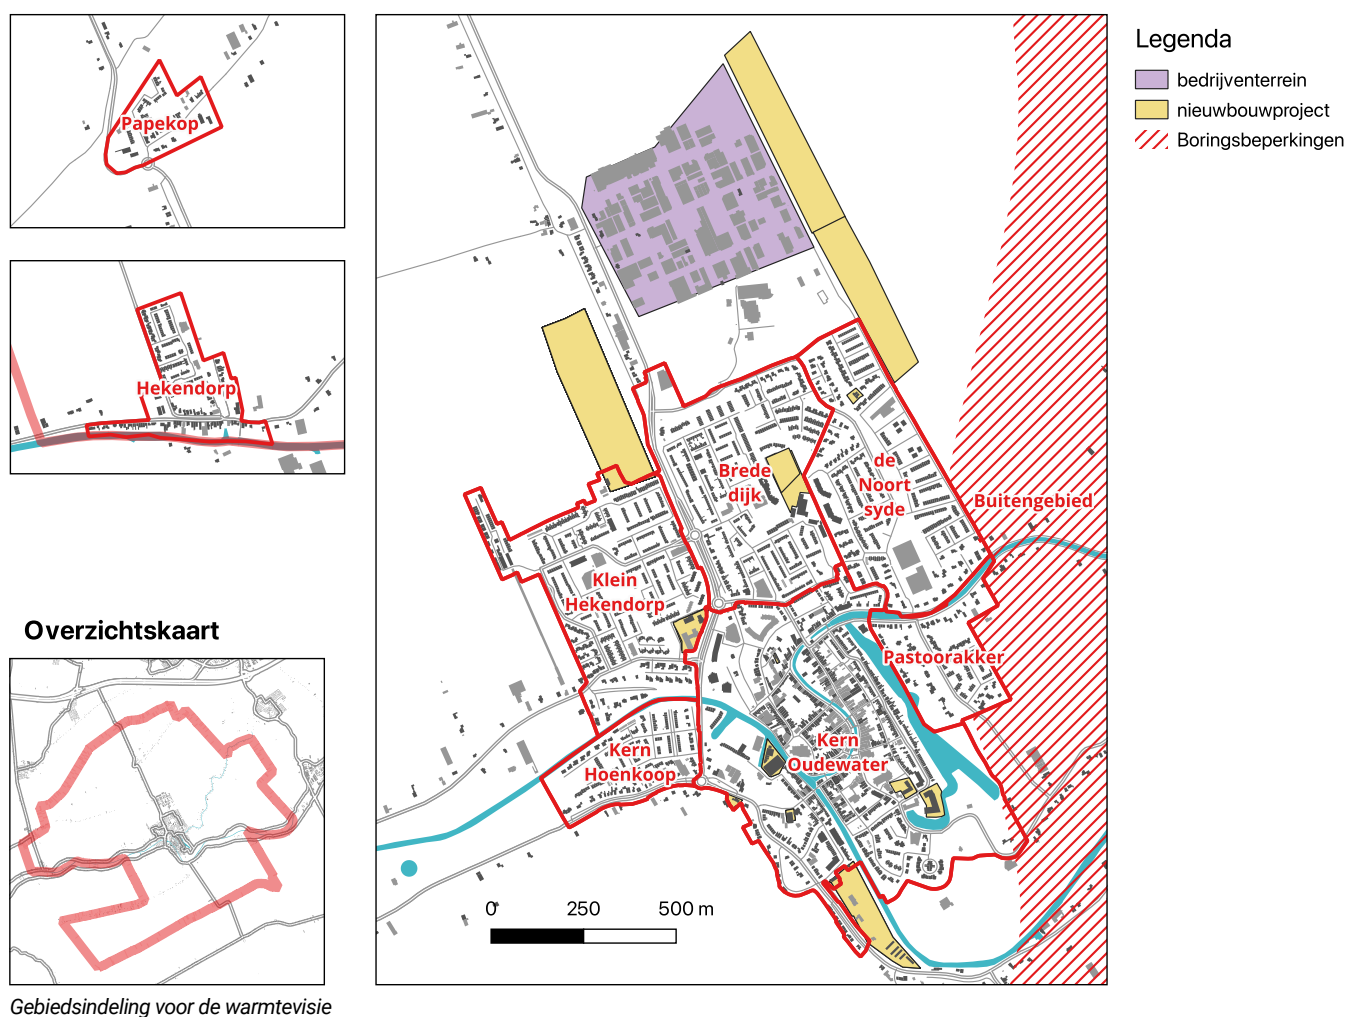 Papekop
Hekendorp
Overzichtskaart
Gebiedsindeling voor de warmtevisie
Brede
dijk
de
Noort
syde
Buitengebied
Klein
Hekendorp
Pastoorakker
Kern
Hoenkoop
Kern
Oudewater
0 250 500 m
Legenda
bedrijventerrein
nieuwbouwproject
Boringsbeperkingen